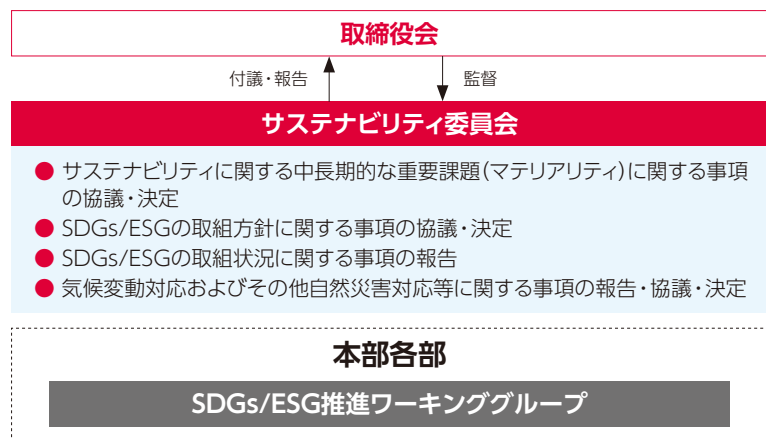 取締役会
付議・報告
監督
サステナビリティ委員会
● サステナビリティに関する中長期的な重要課題（マテリアリティ）に関する事項
の協議・決定
● SDGs/ESGの取組方針に関する事項の協議・決定
● SDGs/ESGの取組状況に関する事項の報告
● 気候変動対応およびその他自然災害対応等に関する事項の報告・協議・決定
本部各部
SDGs/ESG推進ワーキンググループ